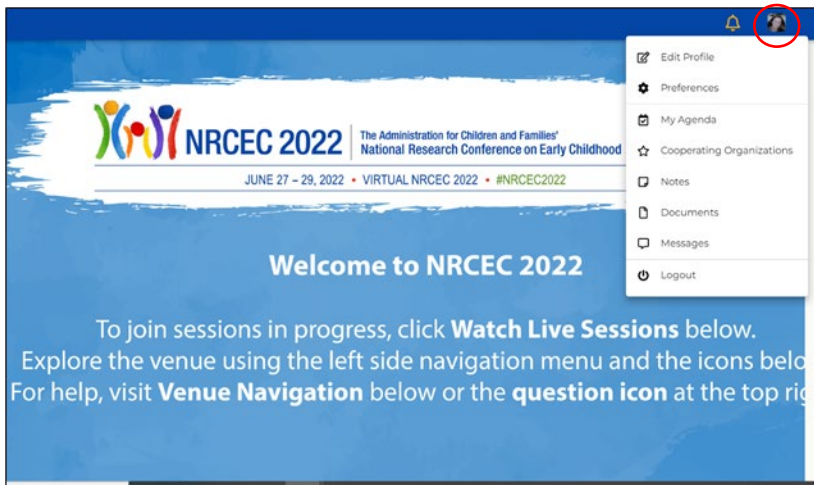 Edit Profile
Preferences
My Agenda
Cooperating Organizations
Notes
Documents
Messages
Logout
NRCEC 2022
The Administration for Children and Families'
National Research Conference on Early Childhood
JUNE 27 – 29, 2022 • VIRTUAL NRCEC 2022 • #NRCEC2022
Welcome to NRCEC 2022
To join sessions in progress, click Watch Live Sessions below.
Explore the venue using the left side navigation menu and the icons belo
For help, visit Venue Navigation below or the question icon at the top rig